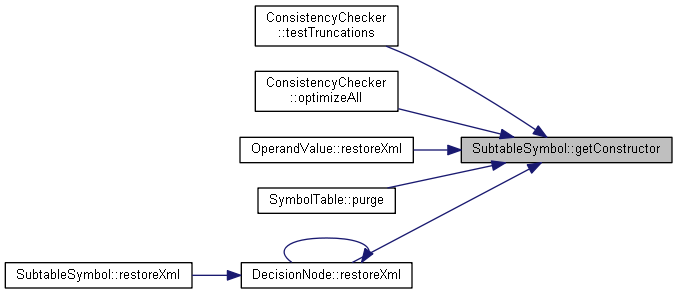 ConsistencyChecker
::testTruncations
ConsistencyChecker
::optimizeAll
OperandValue::restoreXml
SubtableSymbol::getConstructor
SymbolTable::purge
SubtableSymbol::restoreXml
DecisionNode::restoreXml